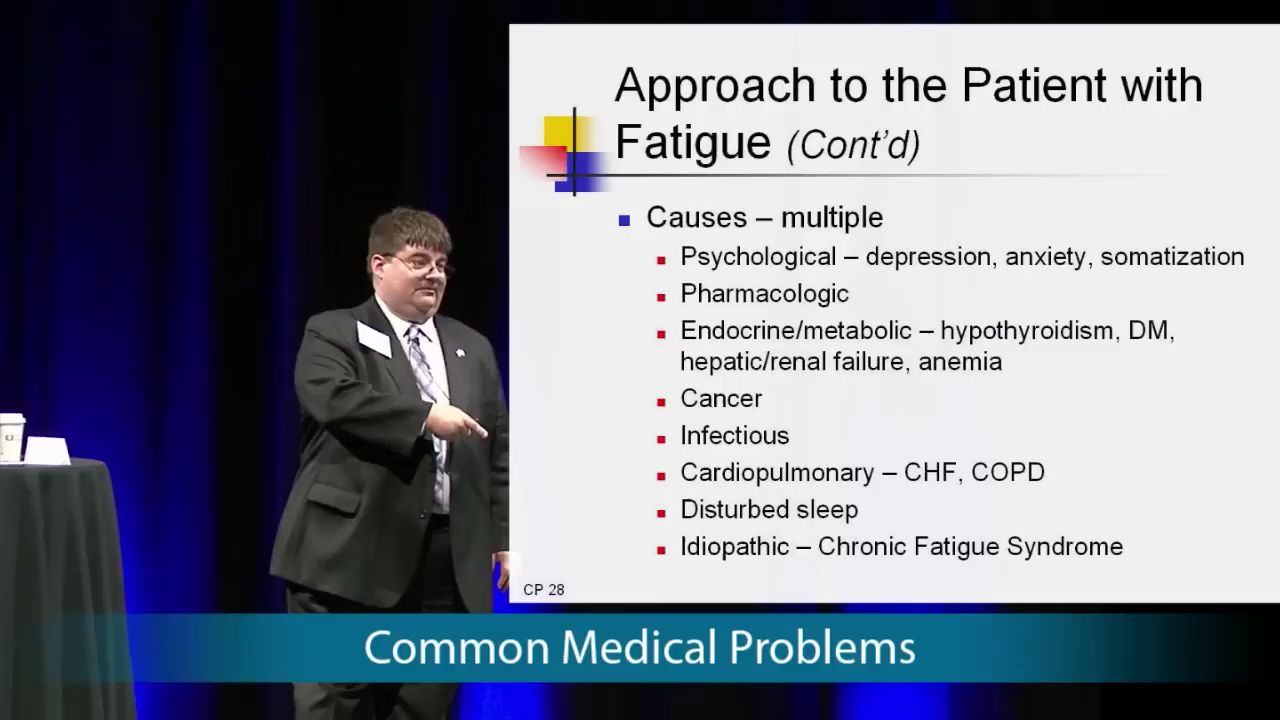 Approach to the Patient with
Fatigue (Cont’d)
Causes – multiple
Psychological – depression, anxiety, somatization
Pharmacologic
Endocrine/metabolic – hypothyroidism, DM,
hepatic/renal failure, anemia
Cancer
Infectious
Cardiopulmonary – CHF, COPD
Disturbed sleep
Idiopathic – Chronic Fatigue Syndrome
CP 28
Common Medical Problems